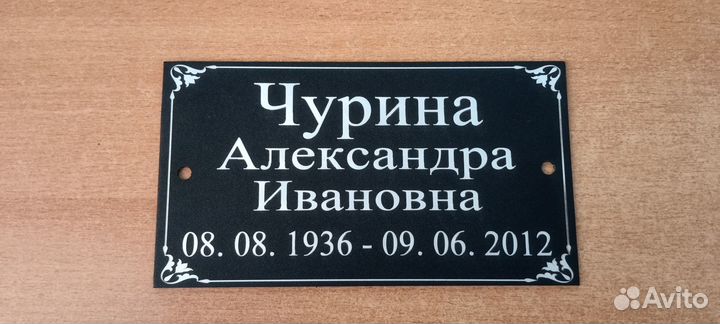 Чурина
Александра
Ивановна
08. 08. 1936 - 09. 06. 2012
Avito